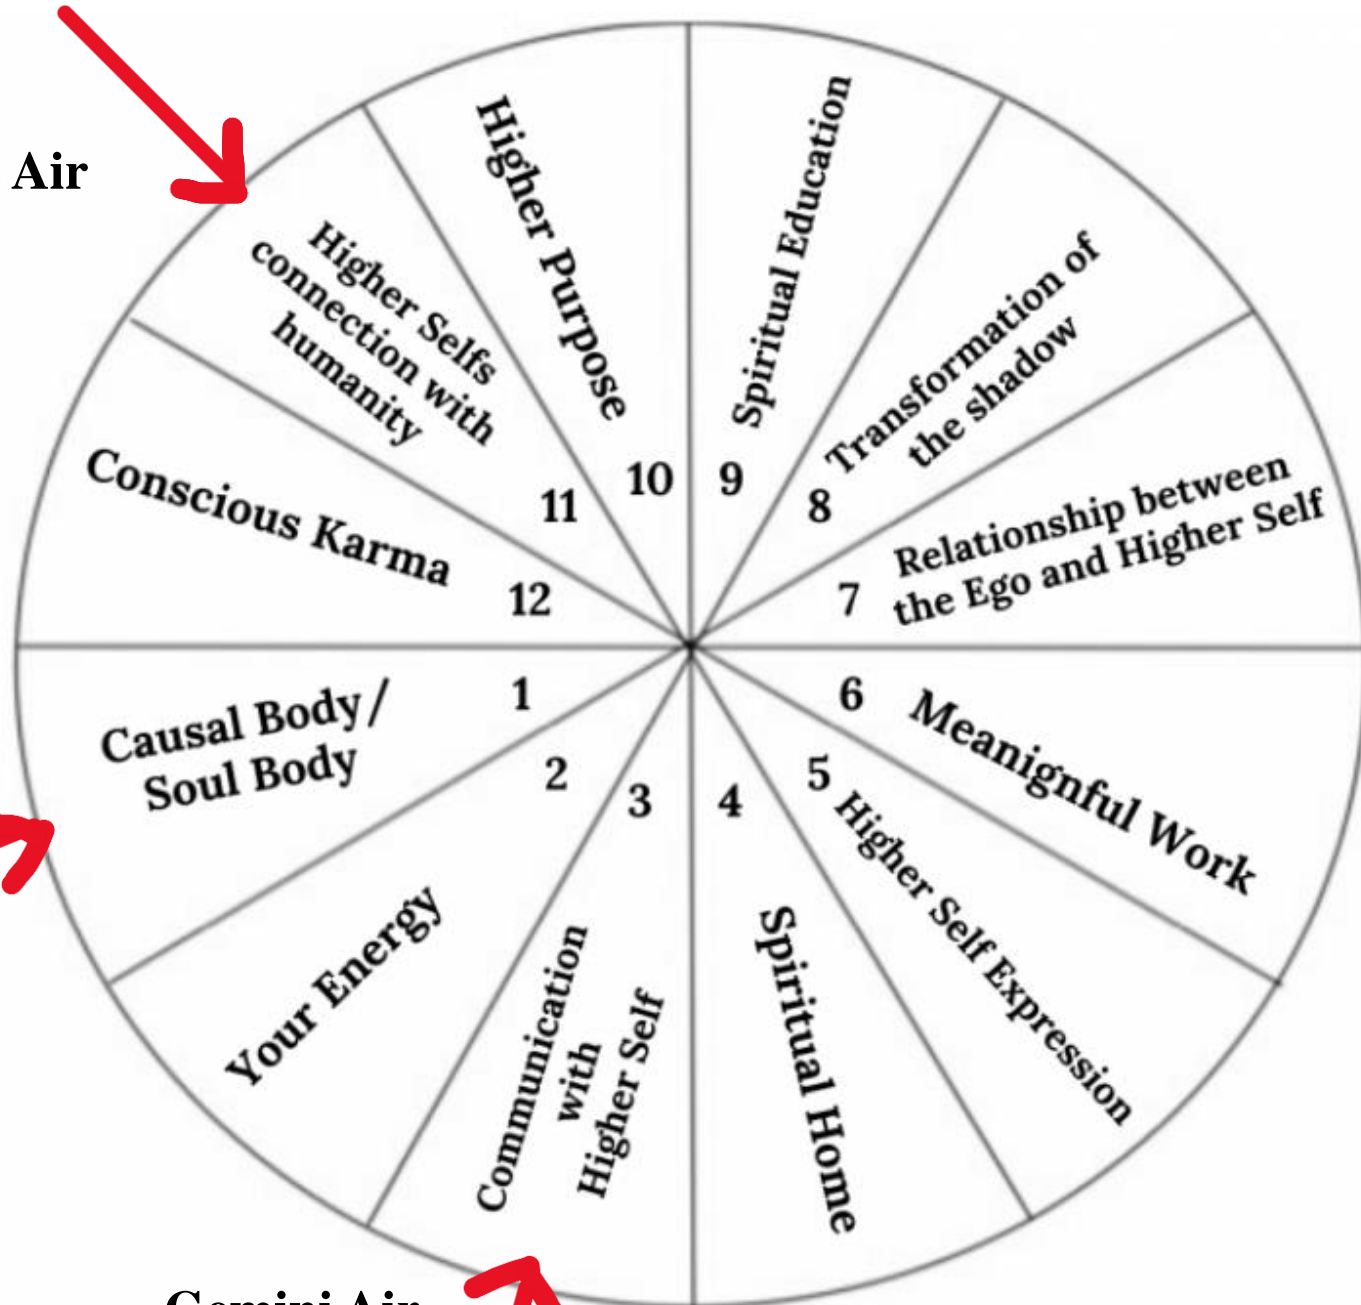 Air
Higher Purpose
10
Spiritual Education
9
Transformation of
the shadow
8
Relationship between
the Ego and Higher Self
7
6
Meanignful Work
5
Higher Self Expression
4
Spiritual Home
3
Communication
with
Higher Self
2
Your Energy
1
Causal Body/
Soul Body
12
Conscious Karma
11
Higher Selfs
connection with
humanity
Gemini Air